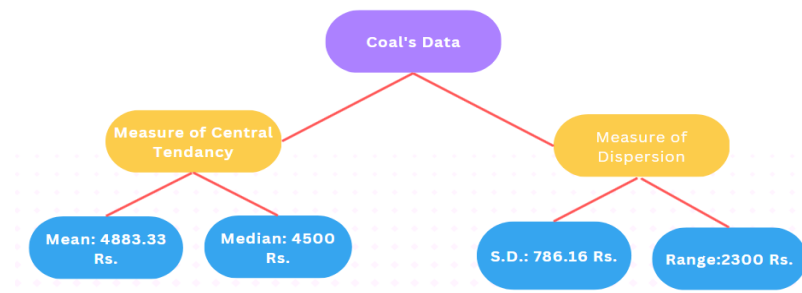 Coal's Data
Measure of Central
Tendancy
Measure of
Dispersion
Mean: 4883.33
Rs.
Median: 4500
Rs.
S.D.: 786.16 Rs.
Range:2300 Rs.